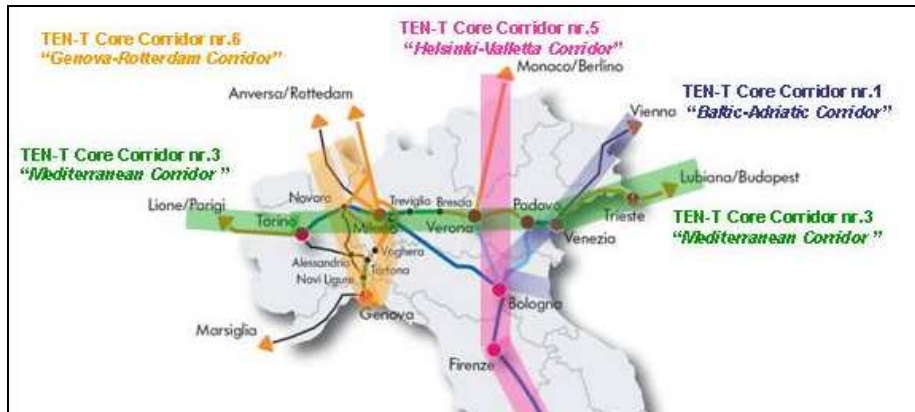 TEN-T Core Corridor nr.6
“Genova-Rotterdam Corridor”
TEN-T Core Corridor nr.5
“Helsinki-Valletta Corridor”
Monaco/Berlino
Anversa/Rottedam
TEN-T Core Corridor nr.1
“Baltic-Adriatic Corridor”
Vienna
TEN-T Core Corridor nr.3
“Mediterranean Corridor ”
Lubiana/Budapest
Lione/Parigi
Torino
Novara
Milano
Treviglio
Brescia
Verona
Padova
Venezia
Trieste
TEN-T Core Corridor nr.3
“Mediterranean Corridor ”
Alessandria
Voghera
Tortona
Novi Ligure
Genova
Bologna
Marsiglia
Firenze